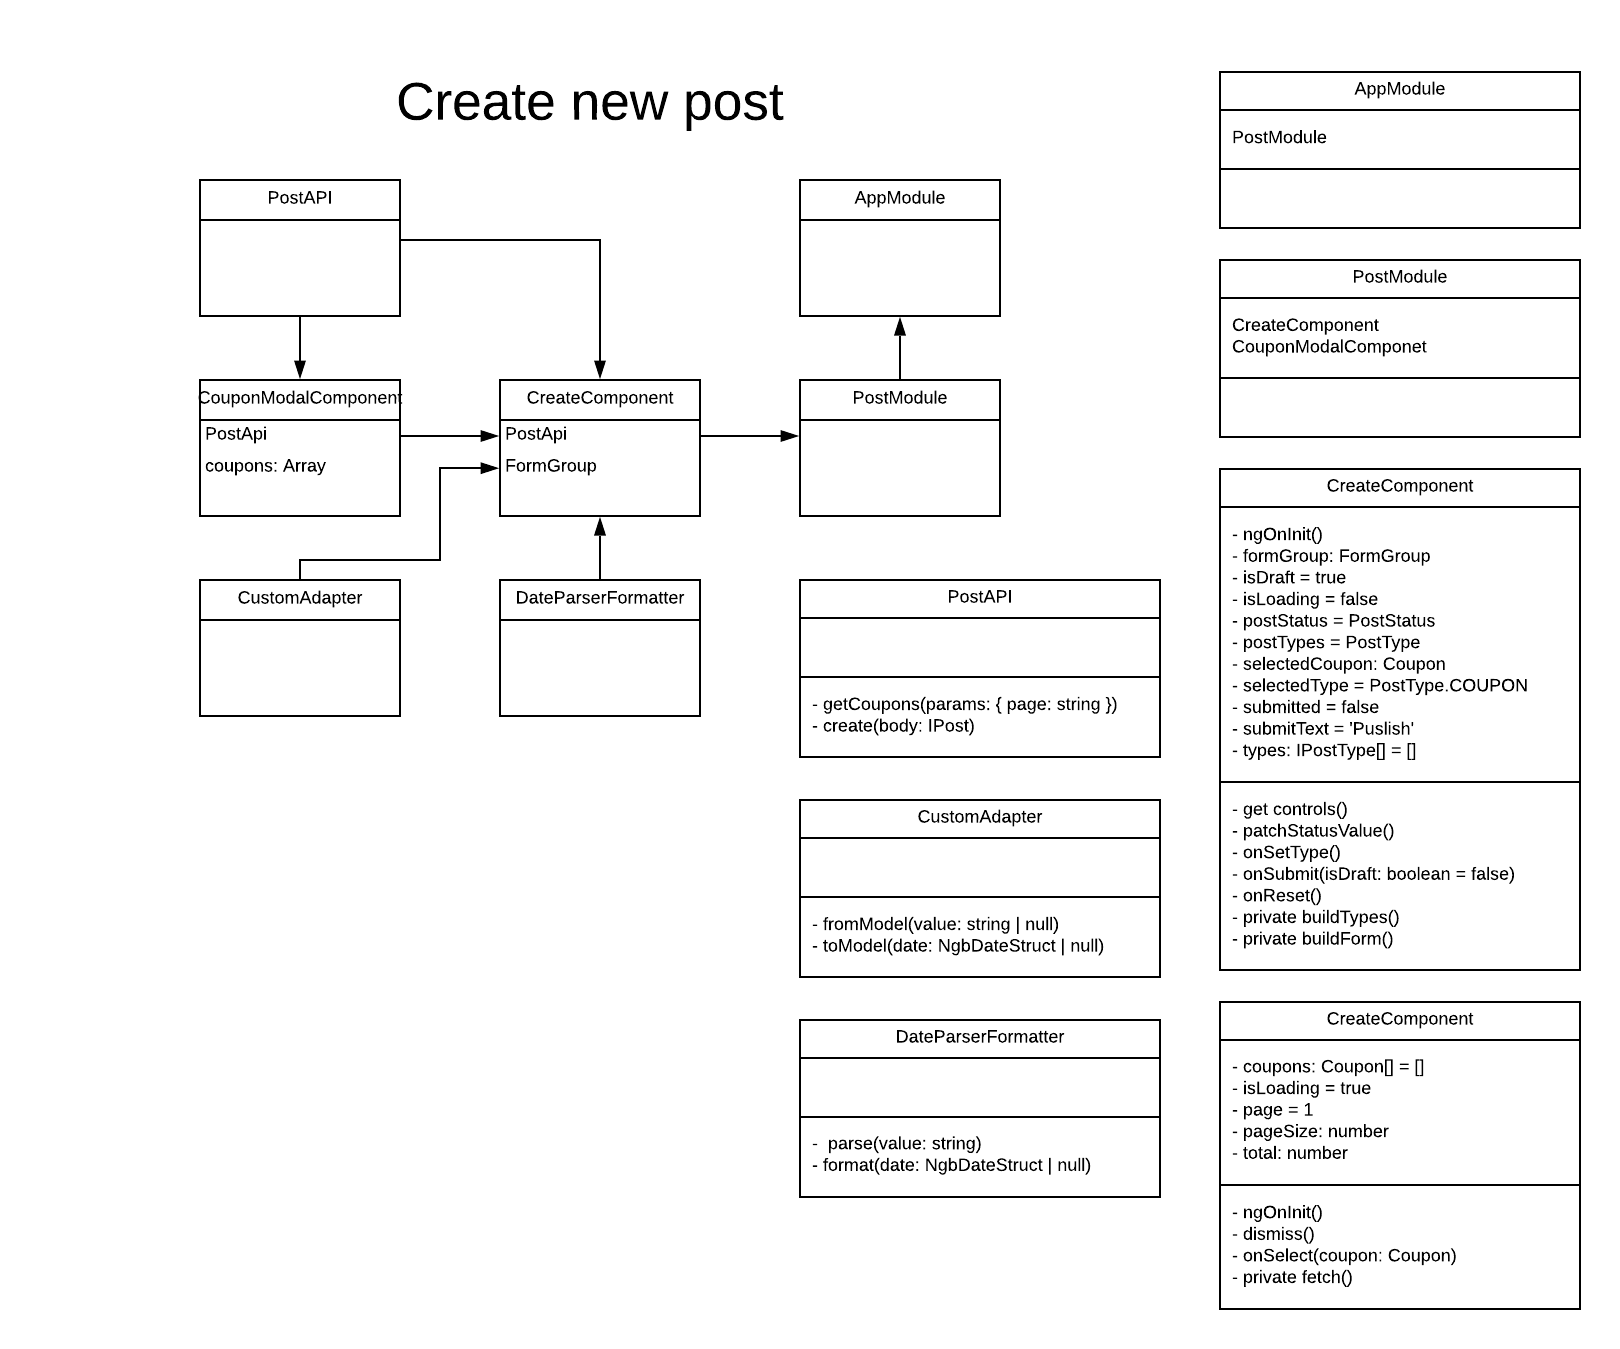 Create new post
PostAPI
AppModule
CouponModalComponent
PostApi
coupons: Array
CreateComponent
PostApi
FormGroup
PostModule
CustomAdapter
DateParserFormatter
PostAPI
- getCoupons(params: { page: string })
- create(body: IPost)
CustomAdapter
- fromModel(value: string | null)
- toModel(date: NgbDateStruct | null)
DateParserFormatter
-  parse(value: string)
- format(date: NgbDateStruct | null)
AppModule
PostModule
PostModule
CreateComponent
CouponModalComponet
CreateComponent
- ngOnInit()
- formGroup: FormGroup
- isDraft = true
- isLoading = false
- postStatus = PostStatus
- postTypes = PostType
- selectedCoupon: Coupon
- selectedType = PostType.COUPON
- submitted = false
- submitText = 'Puslish'
- types: IPostType[] = []
- get controls()
- patchStatusValue()
- onSetType()
- onSubmit(isDraft: boolean = false)
- onReset()
- private buildTypes()
- private buildForm()
CreateComponent
- coupons: Coupon[] = []
- isLoading = true
- page = 1
- pageSize: number
- total: number
- ngOnInit()
- dismiss()
- onSelect(coupon: Coupon)
- private fetch()